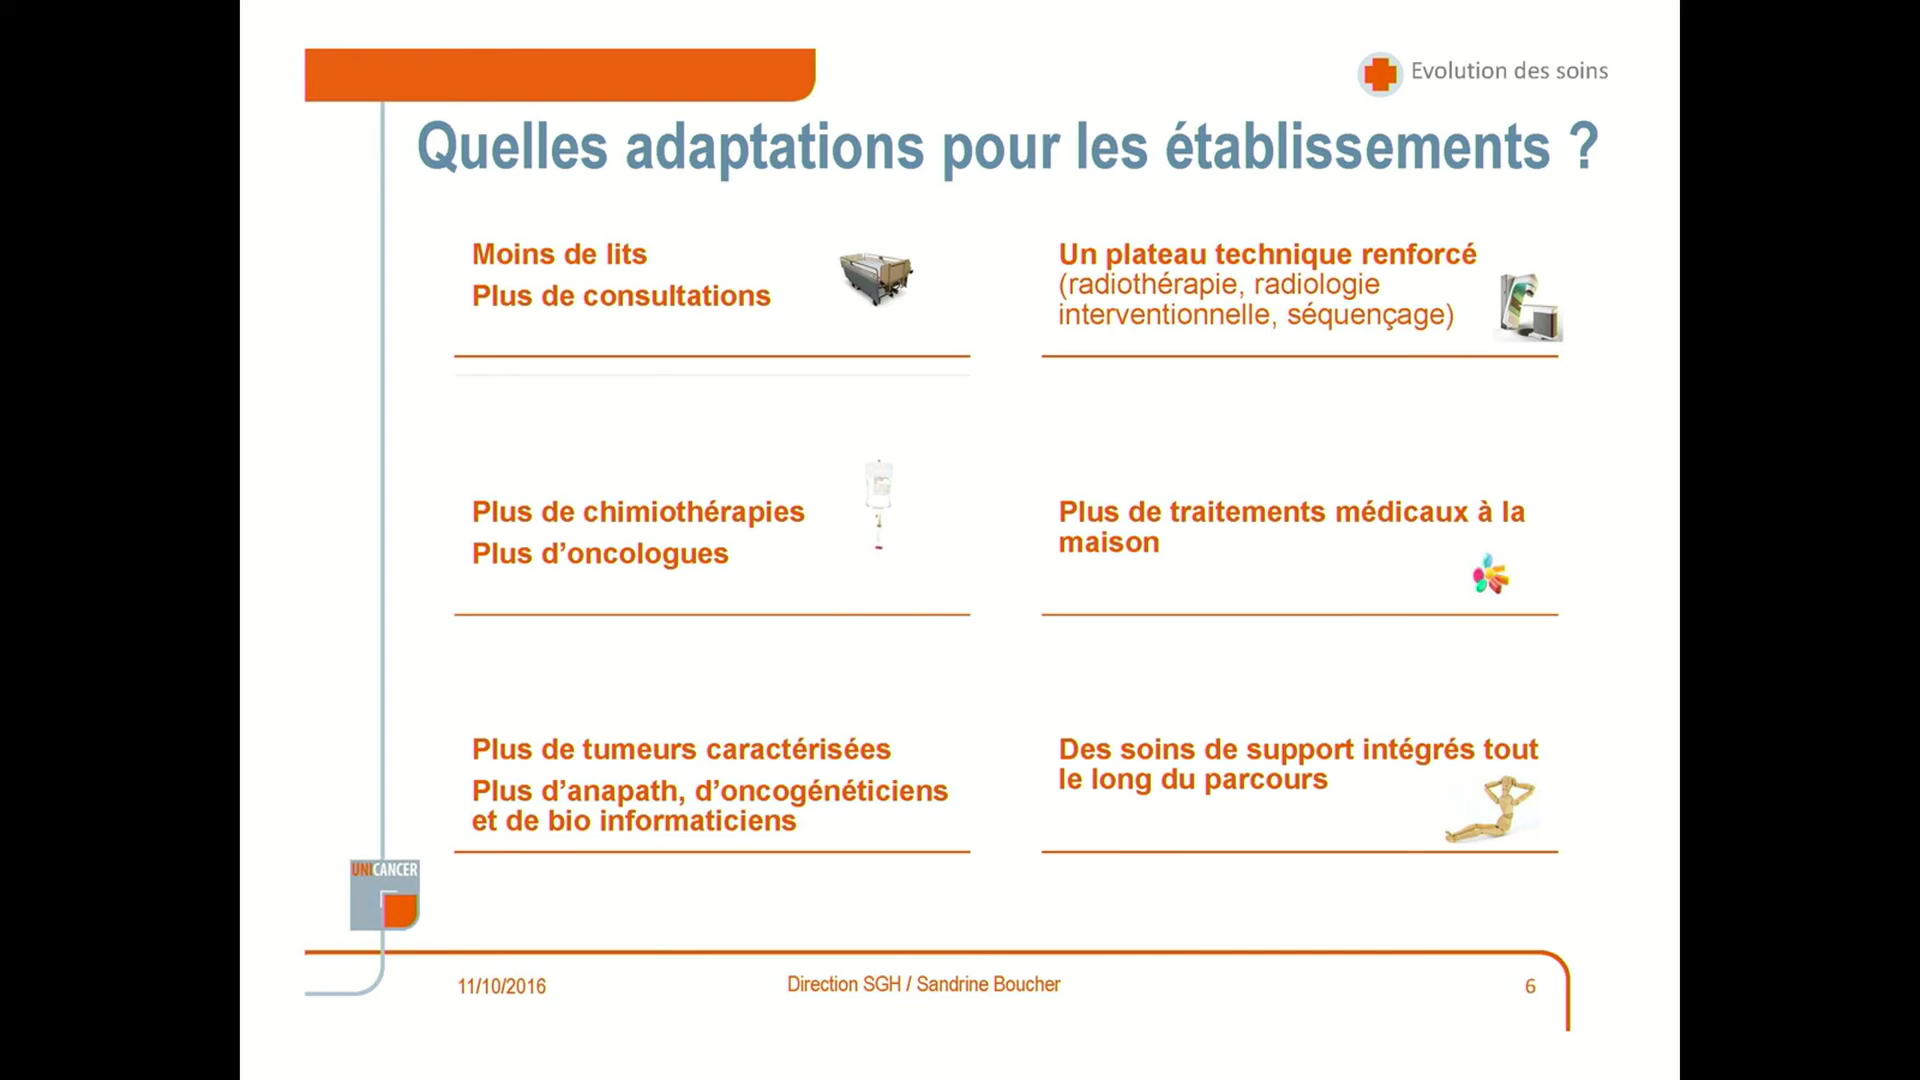 Evolution des soins
Quelles adaptations pour les établissements ?
Moins de lits
Plus de consultations
Un plateau technique renforcé
(radiothérapie, radiologie
interventionnelle, séquençage)
Plus de chimiothérapies
Plus d’oncologues
Plus de traitements médicaux à la
maison
Plus de tumeurs caractérisées
Plus d’anapath, d’oncogénéticiens
et de bio informaticiens
Des soins de support intégrés tout
le long du parcours
UNICANCER
11/10/2016
Direction SGH / Sandrine Boucher
6